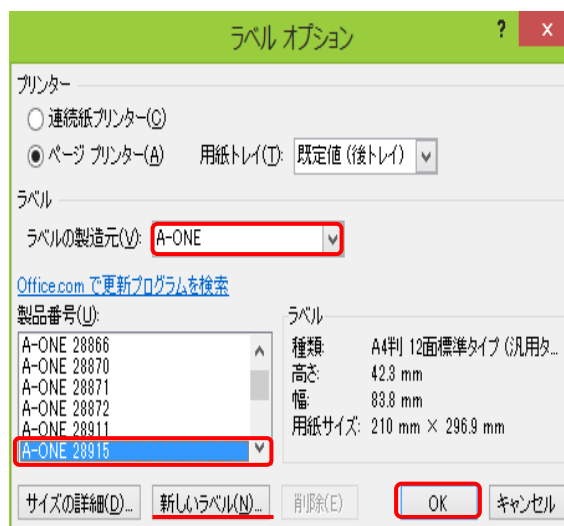 ラベル オプション
? ×
プリンター
連続紙プリンター(C)
ページ プリンター(A) 用紙トレイ(T): 既定値 (後トレイ)
ラベル
ラベルの製造元(V): A-ONE
Office.com で更新プログラムを検索
製品番号(U):
A-ONE 28866
A-ONE 28870
A-ONE 28871
A-ONE 28872
A-ONE 28911
A-ONE 28915
ラベル
種類: A4判 12面標準タイプ (汎用タ...
高さ: 42.3 mm
幅: 83.8 mm
用紙サイズ: 210 mm × 296.9 mm
サイズの詳細(D)... 新しいラベル(N)... 削除(E) OK キャンセル